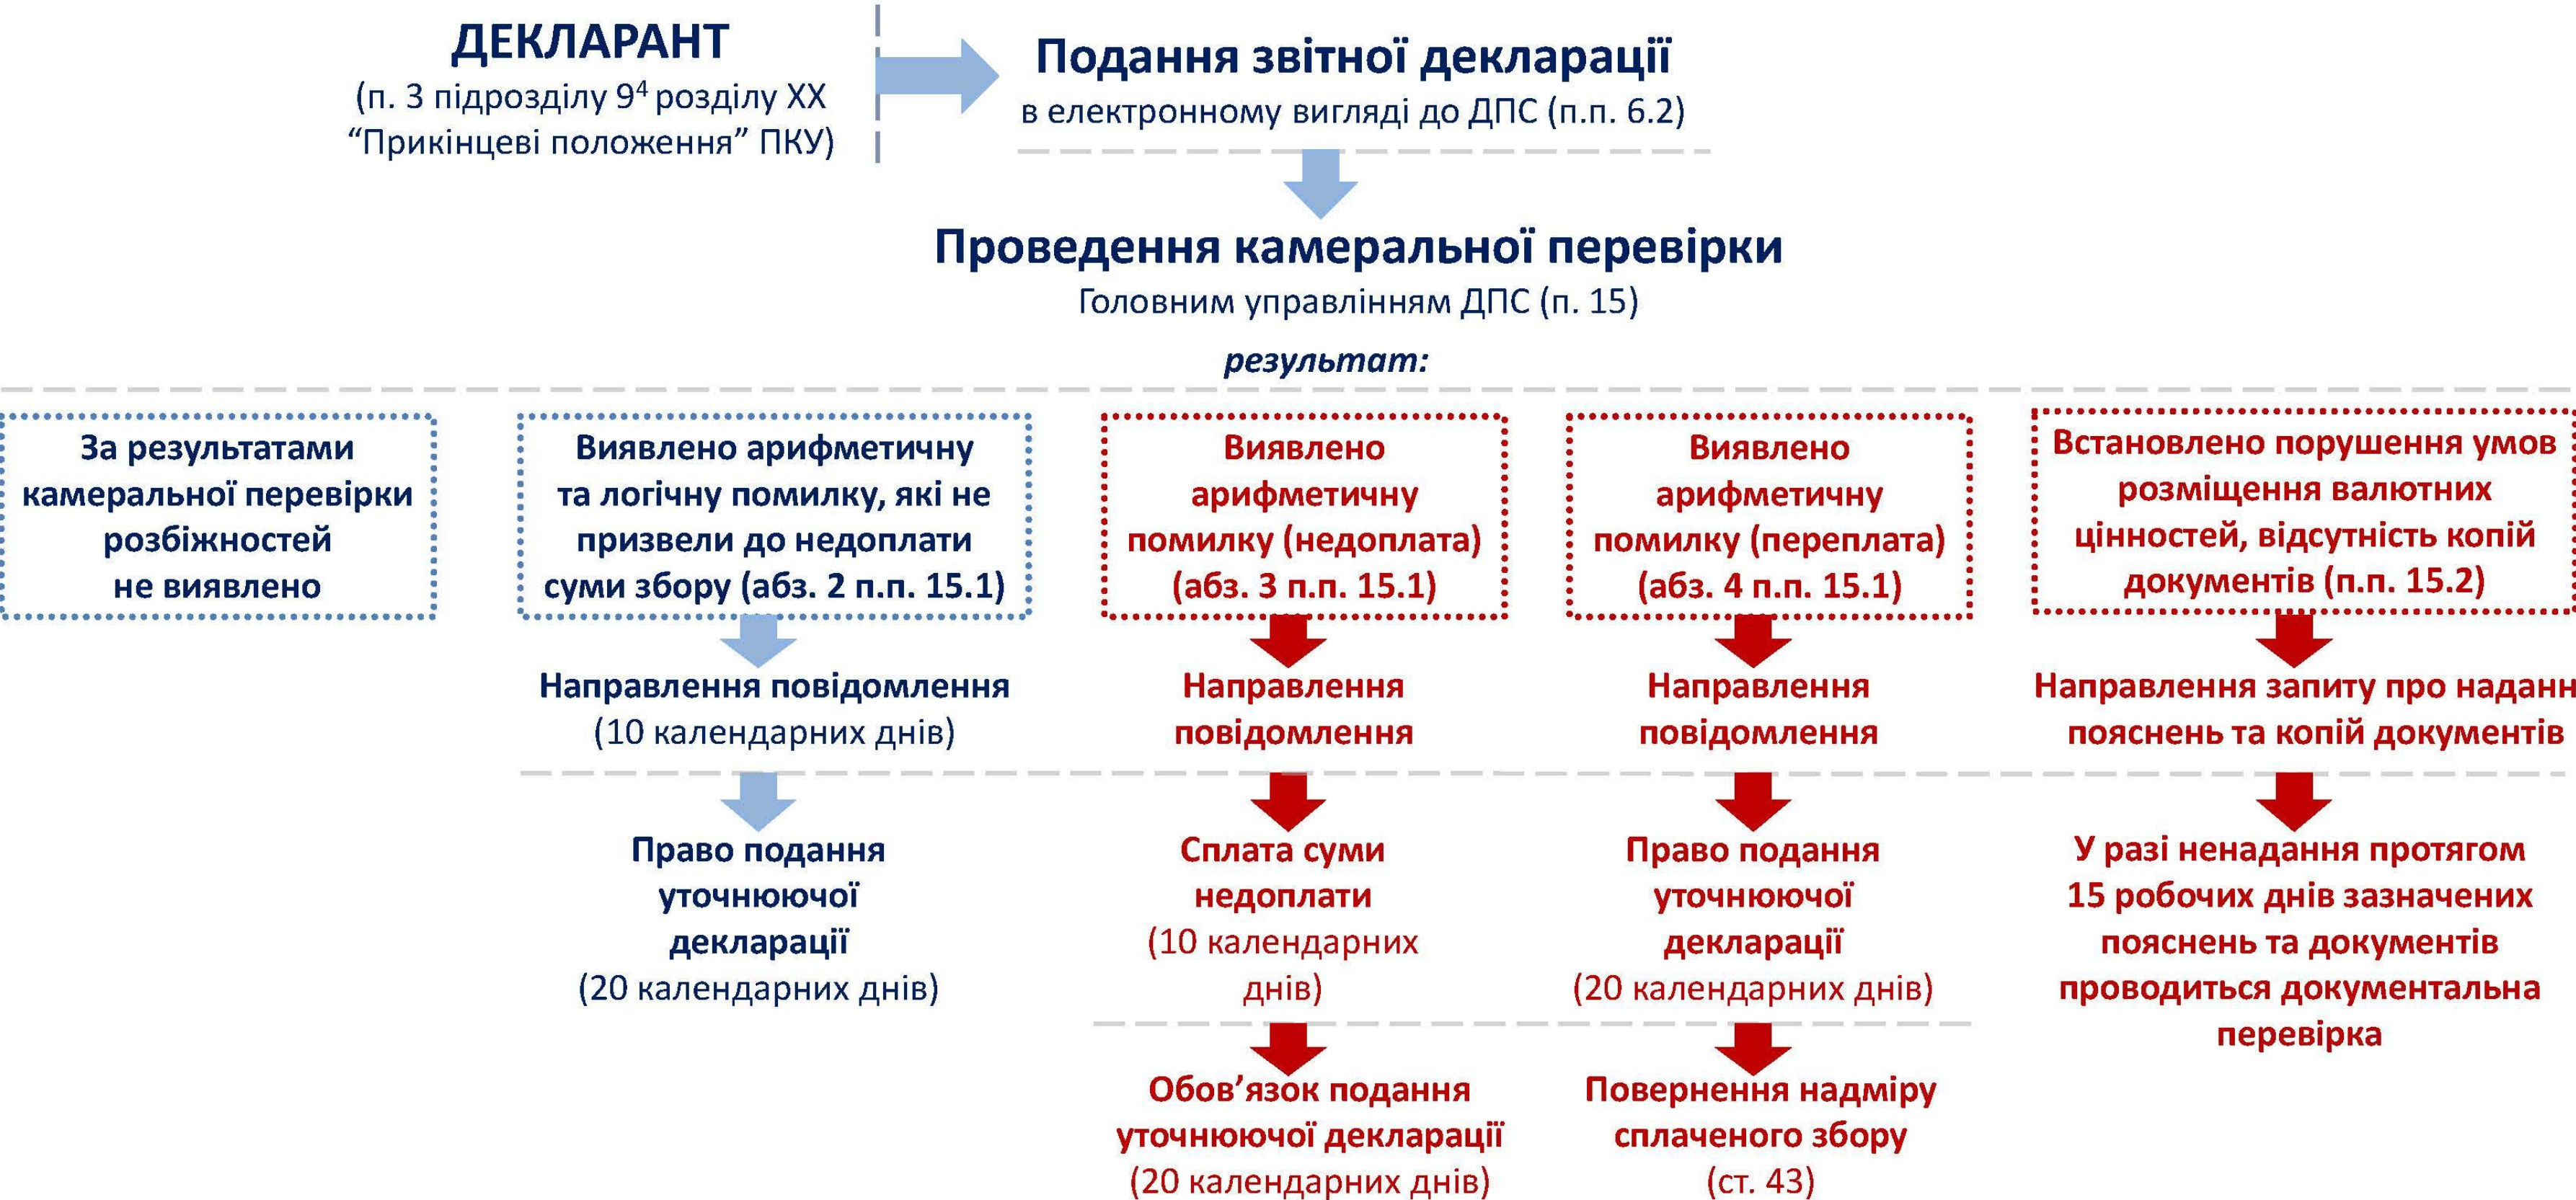 ДЕКЛАРАНТ
(п. 3 підрозділу 9⁴ розділу XX
“Прикінцеві положення” ПКУ)
Подання звітної декларації
в електронному вигляді до ДПС (п.п. 6.2)
Проведення камеральної перевірки
Головним управлінням ДПС (п. 15)
результат:
За результатами
камеральної перевірки
розбіжностей
не виявлено
Виявлено арифметичну
та логічну помилку, які не
призвели до недоплати
суми збору (абз. 2 п.п. 15.1)
Направлення повідомлення
(10 календарних днів)
Право подання
уточнюючої
декларації
(20 календарних днів)
Виявлено
арифметичну
помилку (недоплата)
(абз. 3 п.п. 15.1)
Направлення
повідомлення
Сплата суми
недоплати
(10 календарних
днів)
Обов’язок подання
уточнюючої декларації
(20 календарних днів)
Виявлено
арифметичну
помилку (переплата)
(абз. 4 п.п. 15.1)
Направлення
повідомлення
Право подання
уточнюючої
декларації
(20 календарних днів)
Повернення надміру
сплаченого збору
(ст. 43)
Встановлено порушення умов
розміщення валютних
цінностей, відсутність копій
документів (п.п. 15.2)
Направлення запиту про наданн
пояснень та копій документів
У разі ненадання протягом
15 робочих днів зазначених
пояснень та документів
проводиться документальна
перевірка